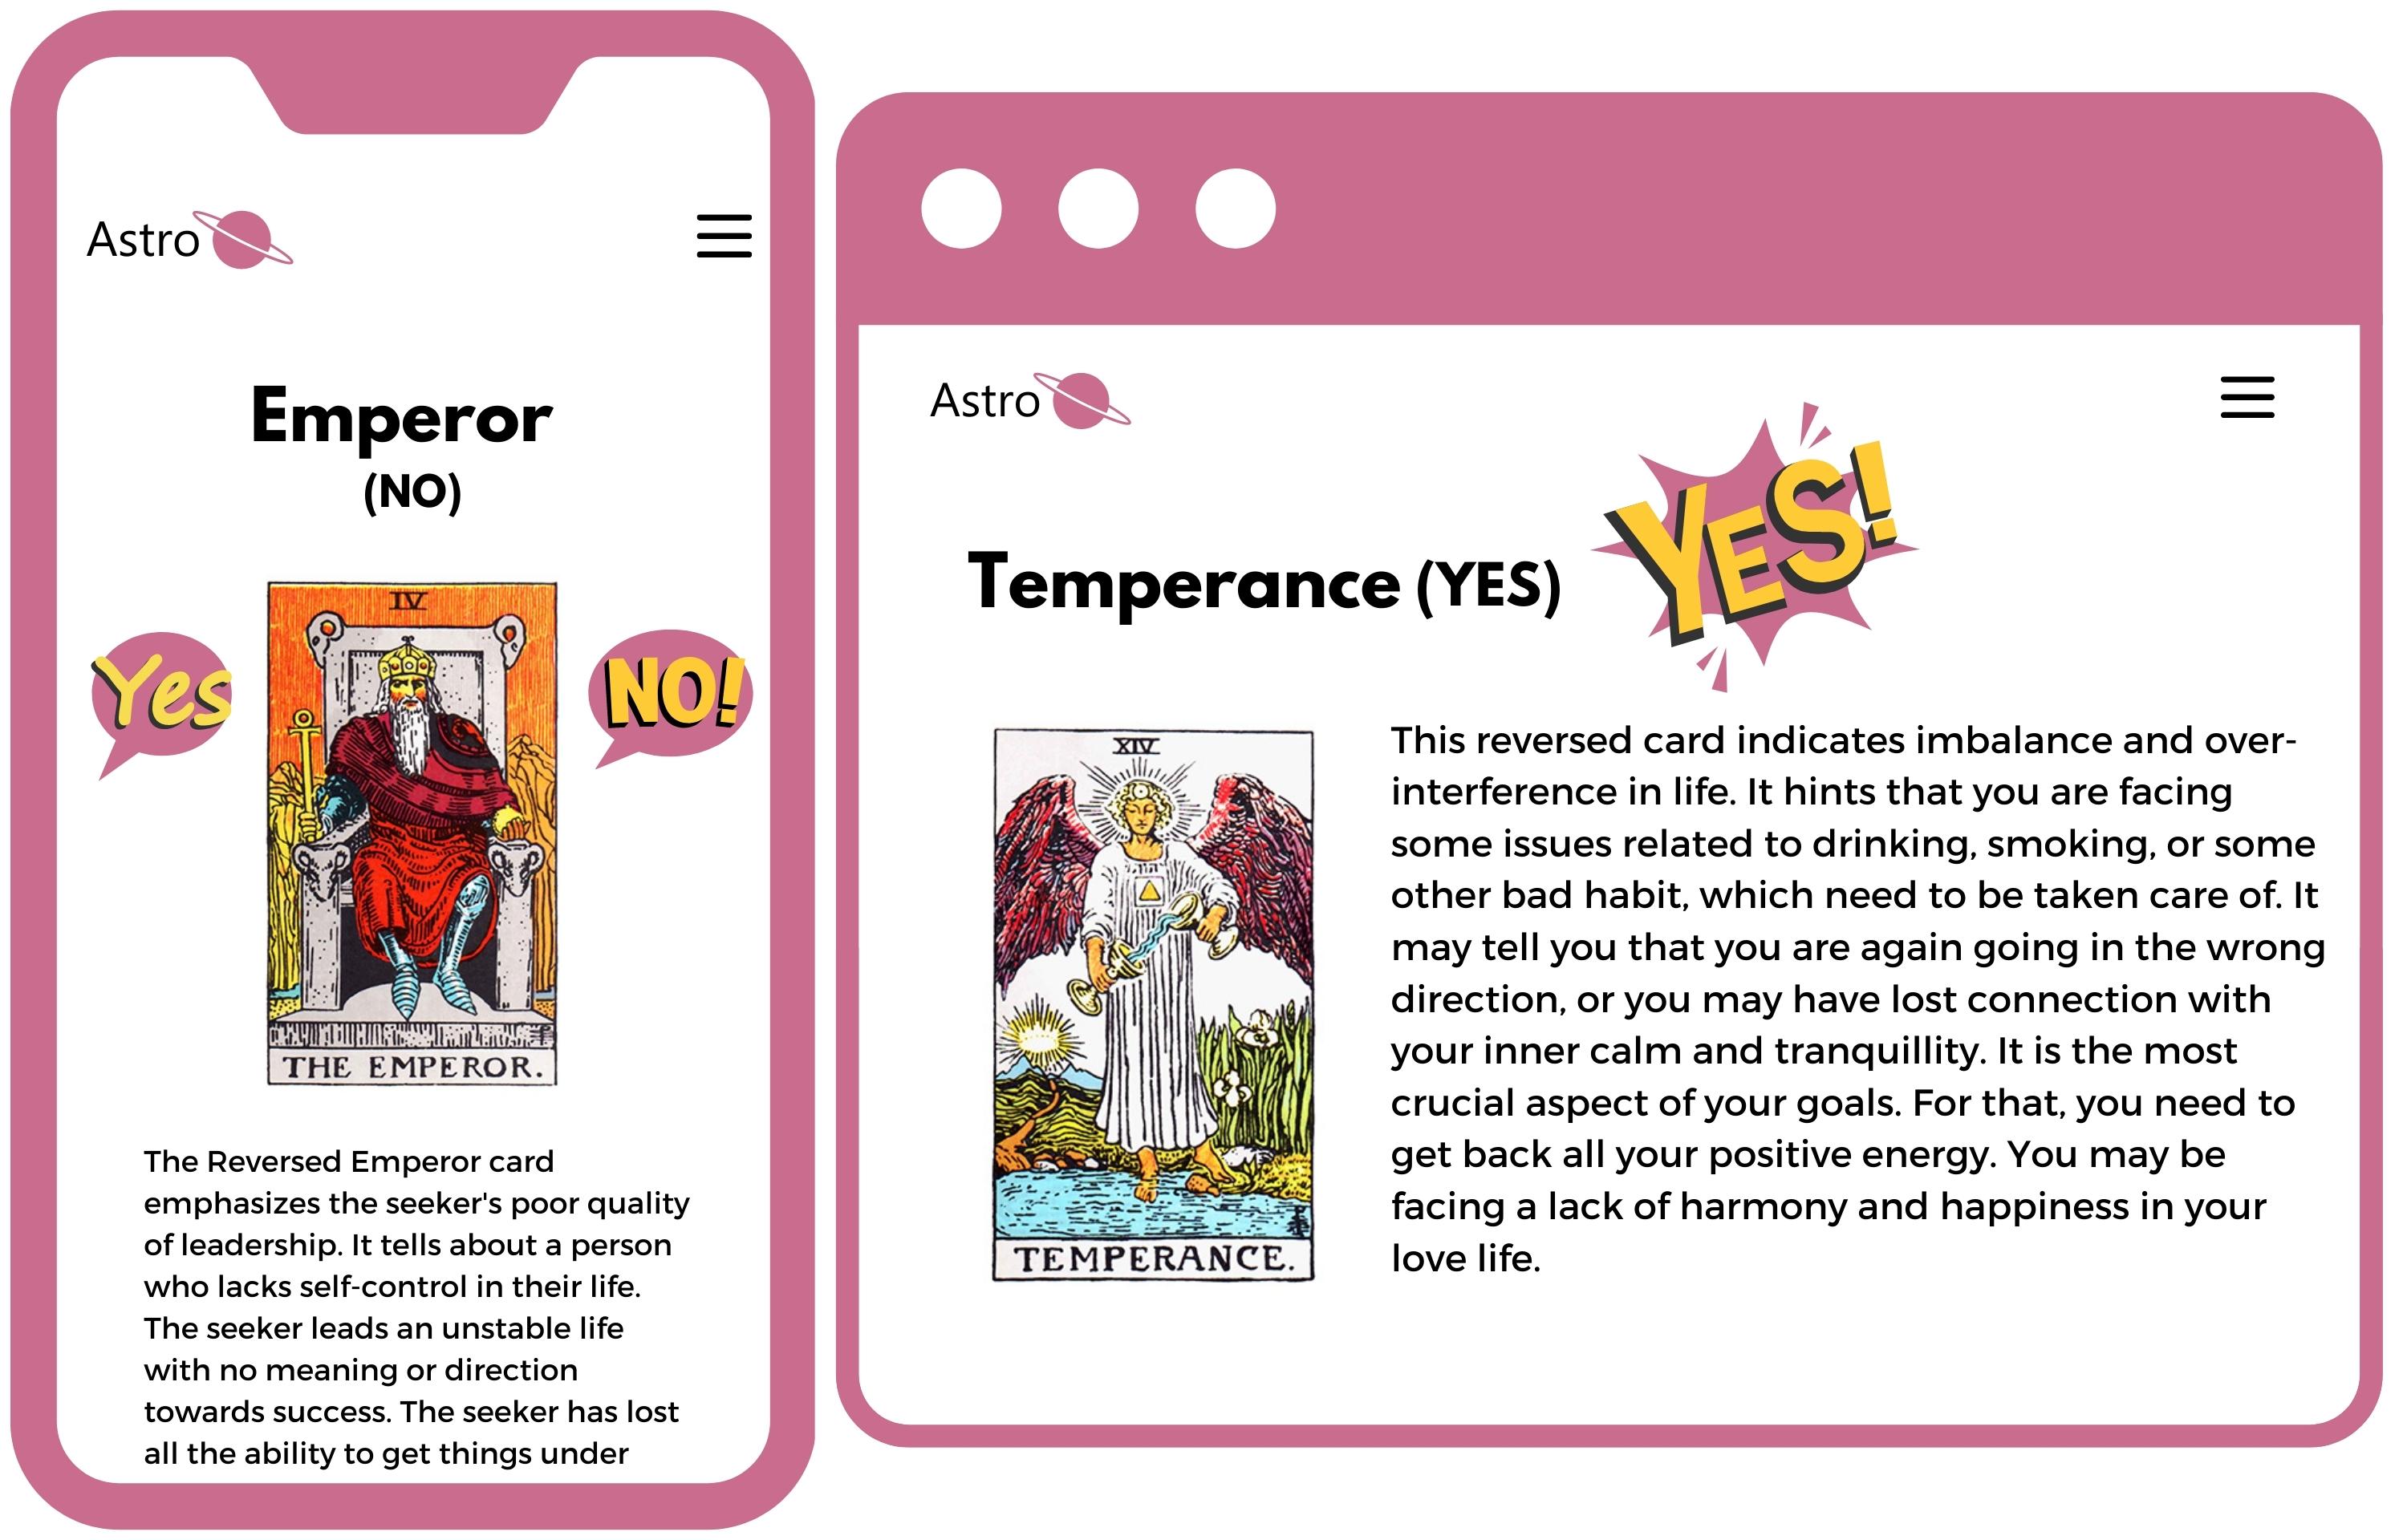 Astro
Emperor
(NO)
Yes
NO!
IV
THE EMPEROR.
The Reversed Emperor card
emphasizes the seeker's poor quality
of leadership. It tells about a person
who lacks self-control in their life.
The seeker leads an unstable life
with no meaning or direction
towards success. The seeker has lost
all the ability to get things under
Astro
Temperance (YES)
YES!
XIV
TEMPERANCE.
This reversed card indicates imbalance and over-
interference in life. It hints that you are facing
some issues related to drinking, smoking, or some
other bad habit, which need to be taken care of. It
may tell you that you are again going in the wrong
direction, or you may have lost connection with
your inner calm and tranquillity. It is the most
crucial aspect of your goals. For that, you need to
get back all your positive energy. You may be
facing a lack of harmony and happiness in your
love life.